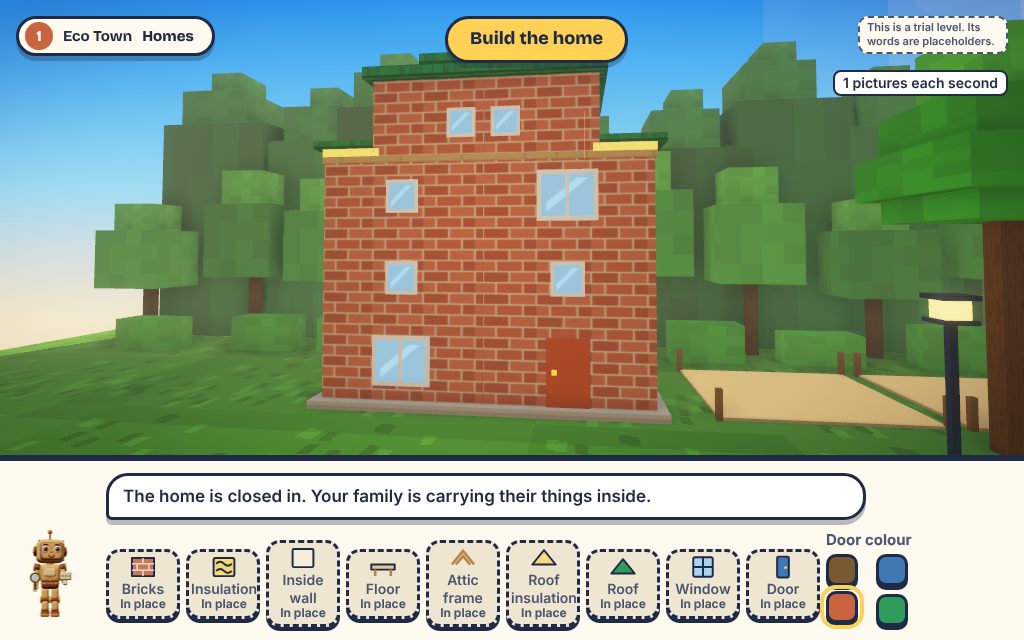 1 Eco Town Homes
Build the home
This is a trial level. Its
words are placeholders.
1 pictures each second
The home is closed in. Your family is carrying their things inside.
Door colour
Bricks
In place
Insulation
In place
Inside
wall
In place
Floor
In place
Attic
frame
In place
Roof
insulation
In place
Roof
In place
Window
In place
Door
In place